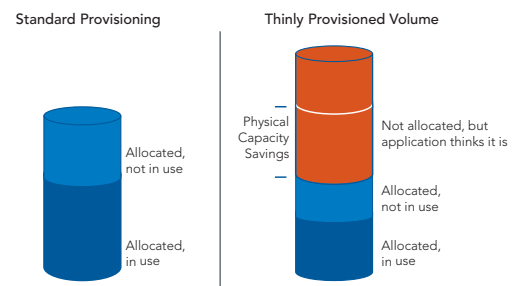 Standard Provisioning
Allocated,
not in use
Allocated,
in use
Thinly Provisioned Volume
Physical
Capacity
Savings
Not allocated, but
application thinks it is
Allocated,
not in use
Allocated,
in use